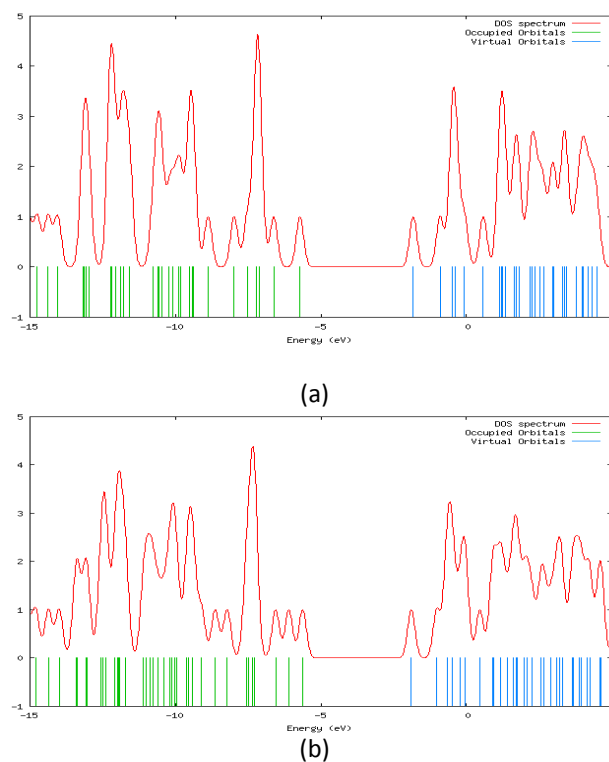 5
DOS spectrum
Occupied Orbitals
Virtual Orbitals
4
3
2
1
0
-1
-15 -10 -5 0
Energy (eV)
(a)
5
DOS spectrum
Occupied Orbitals
Virtual Orbitals
4
3
2
1
0
-1
-15 -10 -5 0
Energy (eV)
(b)